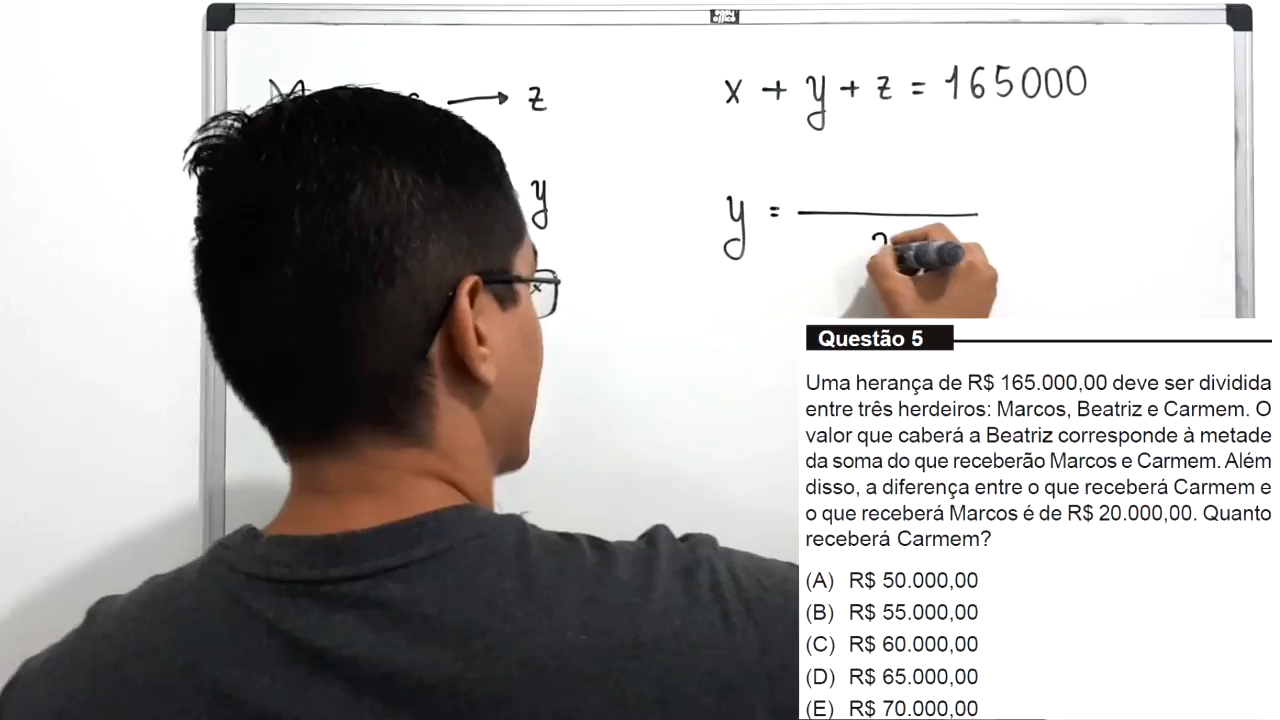 easy
office
→ z
x + y + z = 165000
y
y =
x
Questão 5
Uma herança de R$ 165.000,00 deve ser dividida
entre três herdeiros: Marcos, Beatriz e Carmem. O
valor que caberá a Beatriz corresponde à metade
da soma do que receberão Marcos e Carmem. Além
disso, a diferença entre o que receberá Carmem e
o que receberá Marcos é de R$ 20.000,00. Quanto
receberá Carmem?
(A) R$ 50.000,00
(B) R$ 55.000,00
(C) R$ 60.000,00
(D) R$ 65.000,00
(E) R$ 70.000,00